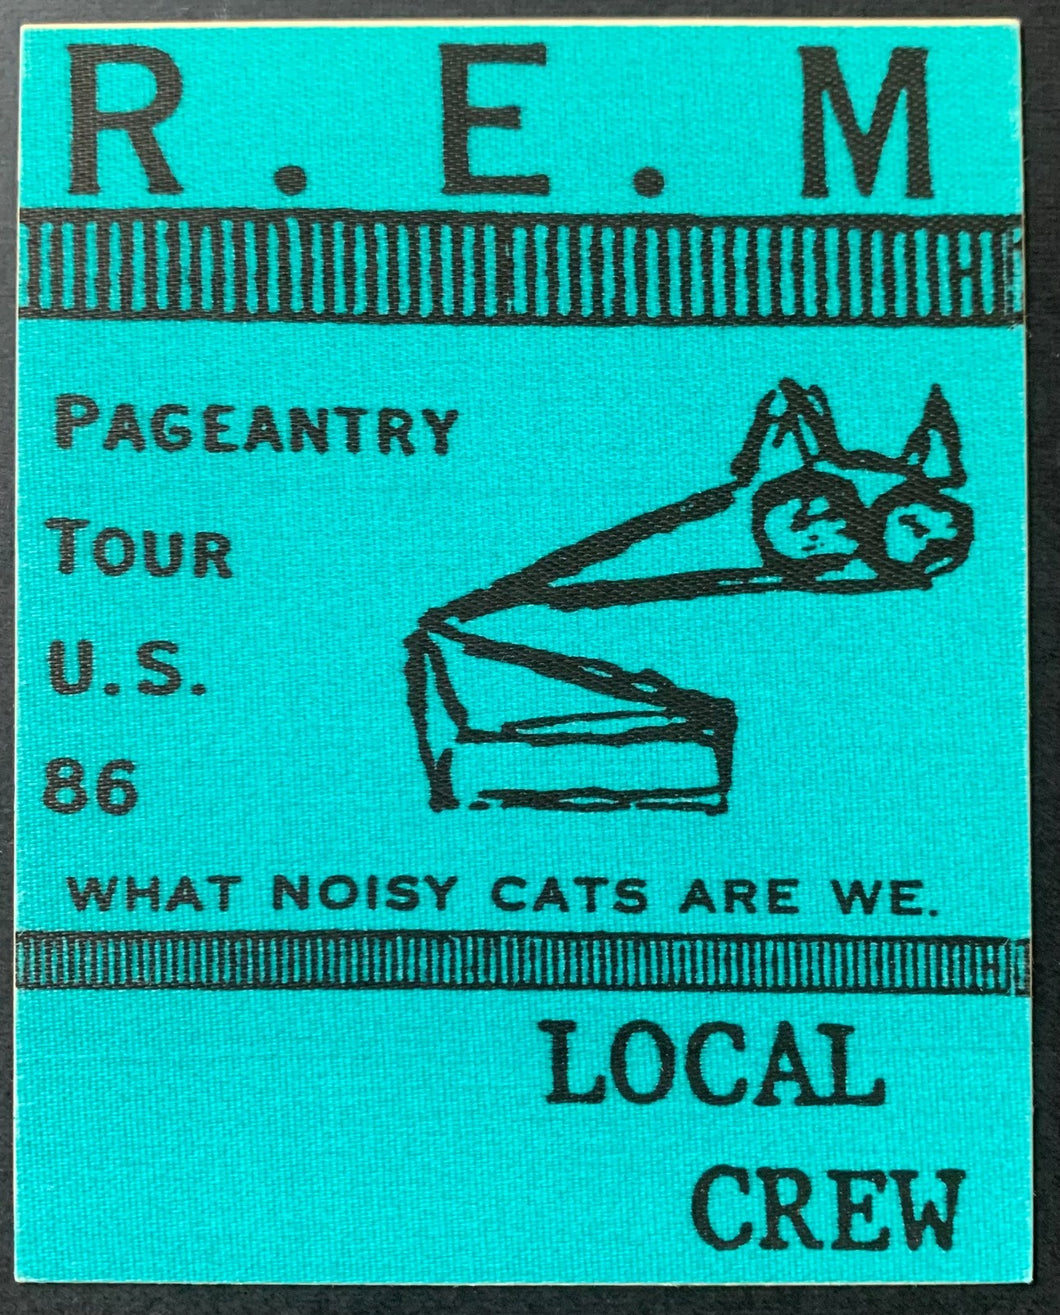 R.E.M
PAGEANTRY
TOUR
U.S.
86
WHAT NOISY CATS ARE WE.
LOCAL
CREW